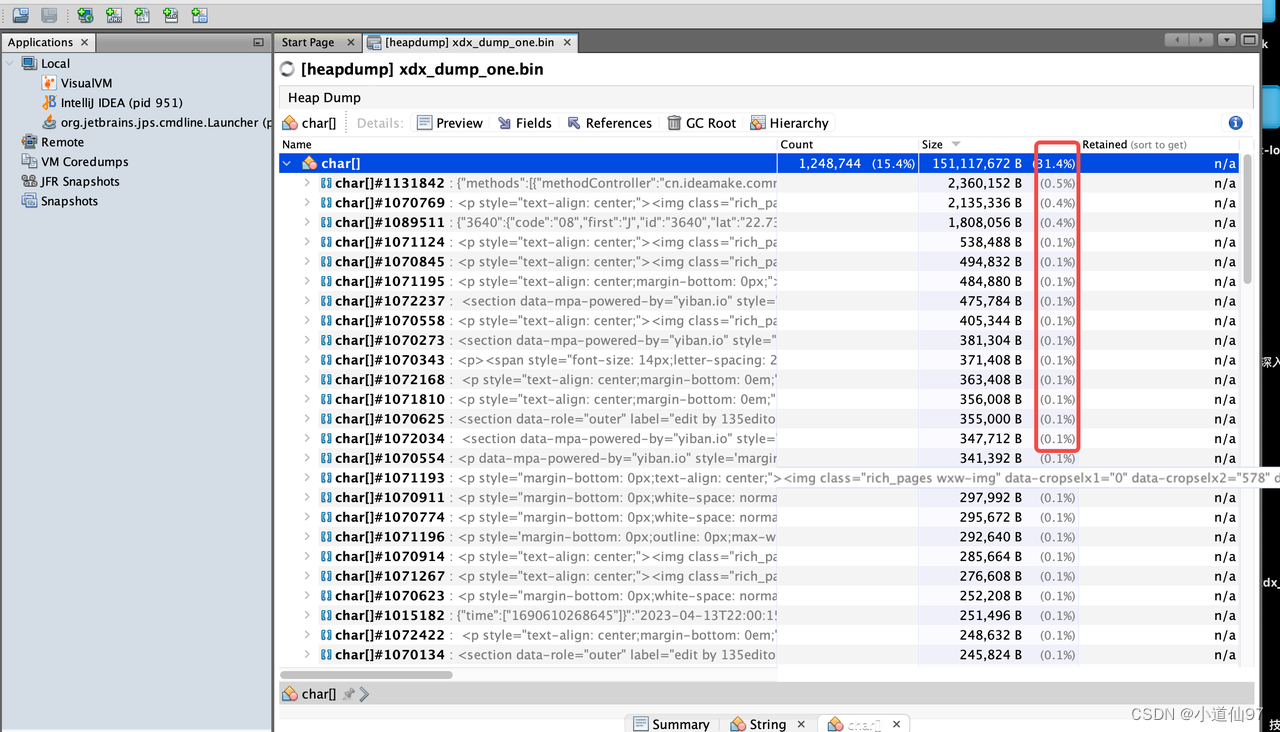 Applications
Start Page
[heapdump] xdx_dump_one.bin
Local
VisualVM
IntelliJ IDEA (pid 951)
org.jetbrains.jps.cmdline.Launcher (p
Remote
VM Coredumps
JFR Snapshots
Snapshots
[heapdump] xdx_dump_one.bin
Heap Dump
char[] Details: Preview Fields References GC Root Hierarchy
Name Count Size Retained (sort to get)
char[] 1,248,744 (15.4%) 151,117,672 B (31.4%) n/a
char[]#1131842 : {"methods":[{"methodController":"cn.ideamake.comr 2,360,152 B (0.5%) n/a
char[]#1070769 : <p style="text-align: center;"><img class="rich_pa 2,135,336 B (0.4%) n/a
char[]#1089511 : {"3640":{"code":"08","first":"J","id":"3640","lat":"22.73 1,808,056 B (0.4%) n/a
char[]#1071124 : <p style="text-align: center;"><img class="rich_pa 538,488 B (0.1%) n/a
char[]#1070845 : <p style="text-align: center;"><img class="rich_pa 494,832 B (0.1%) n/a
char[]#1071195 : <p style="text-align: center;margin-bottom: 0px;"> 484,880 B (0.1%) n/a
char[]#1072237 : <section data-mpa-powered-by="yiban.io" style=" 475,784 B (0.1%) n/a
char[]#1070558 : <p style="text-align: center;"><img class="rich_pa 405,344 B (0.1%) n/a
char[]#1070273 : <section data-mpa-powered-by="yiban.io" style=" 381,304 B (0.1%) n/a
char[]#1070343 : <p><span style="font-size: 14px;letter-spacing: 2 371,408 B (0.1%) n/a
char[]#1072168 : <p style="text-align: center;margin-bottom: 0em;" 363,408 B (0.1%) n/a
char[]#1071810 : <p style="text-align: center;margin-bottom: 0em;" 356,008 B (0.1%) n/a
char[]#1070625 : <section data-role="outer" label="edit by 135edito 355,000 B (0.1%) n/a
char[]#1072034 : <section data-mpa-powered-by="yiban.io" style=" 347,712 B (0.1%) n/a
char[]#1070554 : <p data-mpa-powered-by="yiban.io" style='margin 341,392 B (0.1%) n/a
char[]#1071193 : <p style="margin-bottom: 0px;text-align: center;"><img class="rich_pages wxw-img" data-cropselx1="0" data-cropselx2="578" d
char[]#1070911 : <p style="margin-bottom: 0px;white-space: norma 297,992 B (0.1%) n/a
char[]#1070774 : <p style="margin-bottom: 0px;white-space: norma 295,672 B (0.1%) n/a
char[]#1071196 : <p style='margin-bottom: 0px;outline: 0px;max-w 292,640 B (0.1%) n/a
char[]#1070914 : <p style="text-align: center;"><img class="rich_pa 285,664 B (0.1%) n/a
char[]#1071267 : <p style="text-align: center;"><img class="rich_pa 276,608 B (0.1%) n/a
char[]#1070623 : <p style="margin-bottom: 0px;white-space: norma 252,208 B (0.1%) n/a
char[]#1015182 : {"time":["1690610268645"]}":"2023-04-13T22:00:15 251,496 B (0.1%) n/a
char[]#1072422 : <p style="text-align: center;margin-bottom: 0em;" 248,632 B (0.1%) n/a
char[]#1070134 : <section data-role="outer" label="edit by 135edito 245,824 B (0.1%) n/a
char[]
Summary String char[]
CSDN @小道仙97
k
t-lo
深入
dx_
技